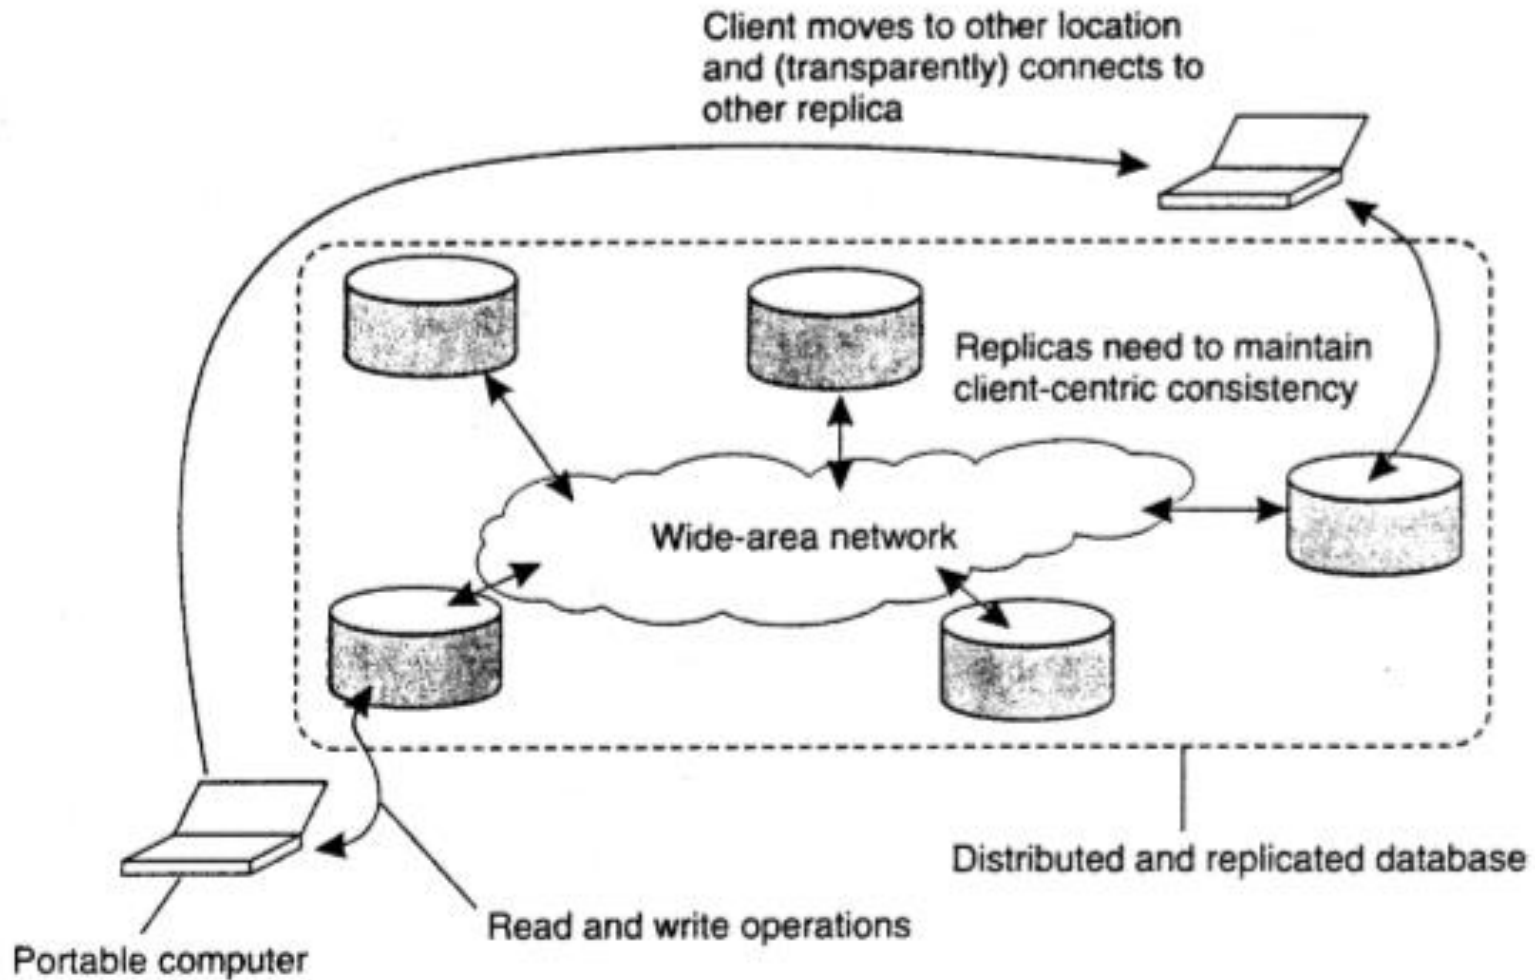 Client moves to other location
and (transparently) connects to
other replica
Replicas need to maintain
client-centric consistency
Wide-area network
Distributed and replicated database
Read and write operations
Portable computer